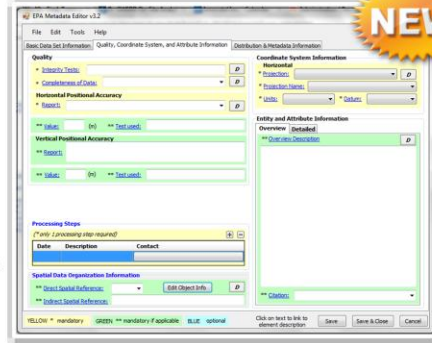 EPA Metadata Editor v3.2
NEW
File Edit Tools Help
Basic Data Set Information Quality, Coordinate System, and Attribute Information Distribution & Metadata Information
Quality
* Integrity Tests: D
* Completeness of Data: D
Horizontal Positional Accuracy
* Report:
** Value: (m) ** Test used:
Vertical Positional Accuracy
** Report:
** Value: (m) ** Test used:
Processing Steps
(* only 1 processing step required) + -
Date Description Contact
Spatial Data Organization Information
** Direct Spatial Reference: Edit Object Info D
** Indirect Spatial Reference:
Coordinate System Information
Horizontal
* Projection: D
* Projection Name:
* Units: * Datum:
Entity and Attribute Information
Overview Detailed
** Overview Description D
** Citation:
YELLOW * mandatory GREEN ** mandatory if applicable BLUE optional
Click on text to link to
element description
Save Save & Close Cancel